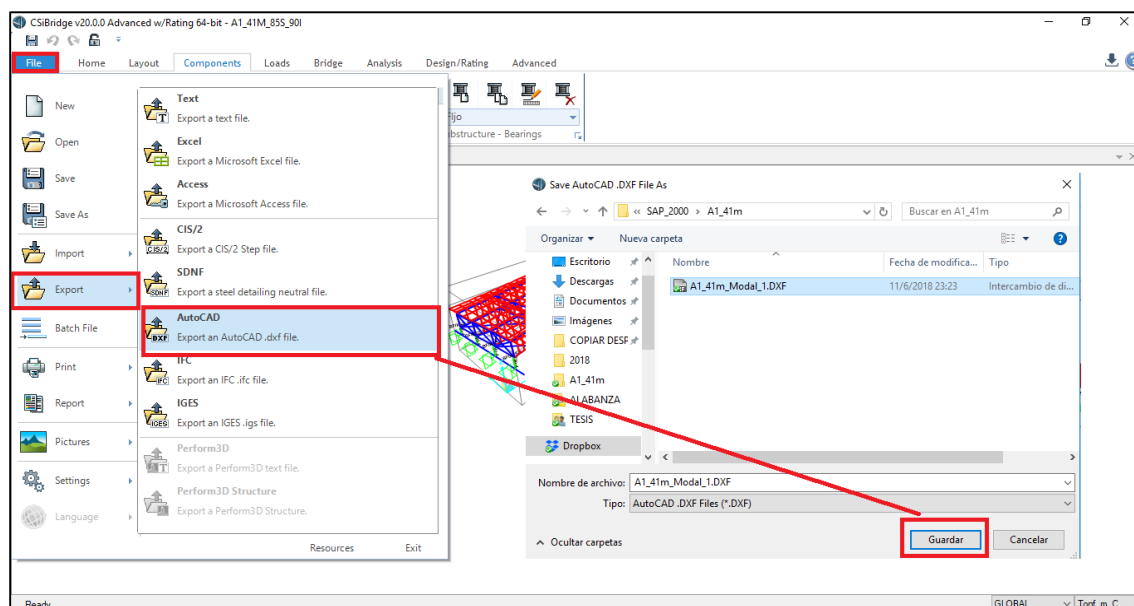 CSiBridge v20.0.0 Advanced w/Rating 64-bit - A1_41M_85S_90I
File Home Layout Components Loads Bridge Analysis Design/Rating Advanced
New
Open
Save
Save As
Import
Export
Batch File
Print
Report
Pictures
Settings
Language
Text
Export a text file.
Excel
Export a Microsoft Excel file.
Access
Export a Microsoft Access file.
CIS/2
Export a CIS/2 Step file.
SDNF
Export a steel detailing neutral file.
AutoCAD
Export an AutoCAD .dxf file.
IFC
Export an IFC .ifc file.
IGES
Export an IGES .igs file.
Perform3D
Export a Perform3D text file.
Perform3D Structure
Export a Perform3D Structure.
Resources Exit
Fijo
bstructure - Bearings
Save AutoCAD .DXF File As
« SAP_2000 › A1_41m
Buscar en A1_41m
Organizar Nueva carpeta
Escritorio
Descargas
Documentos
Imágenes
COPIAR DESF
2018
A1_41m
ALABANZA
TESIS
Dropbox
Nombre Fecha de modifica... Tipo
A1_41m_Modal_1.DXF 11/6/2018 23:23 Intercambio de di...
Nombre de archivo: A1_41m_Modal_1.DXF
Tipo: AutoCAD .DXF Files (*.DXF)
Ocultar carpetas Guardar Cancelar
Ready GLOBAL Tonf, m, C